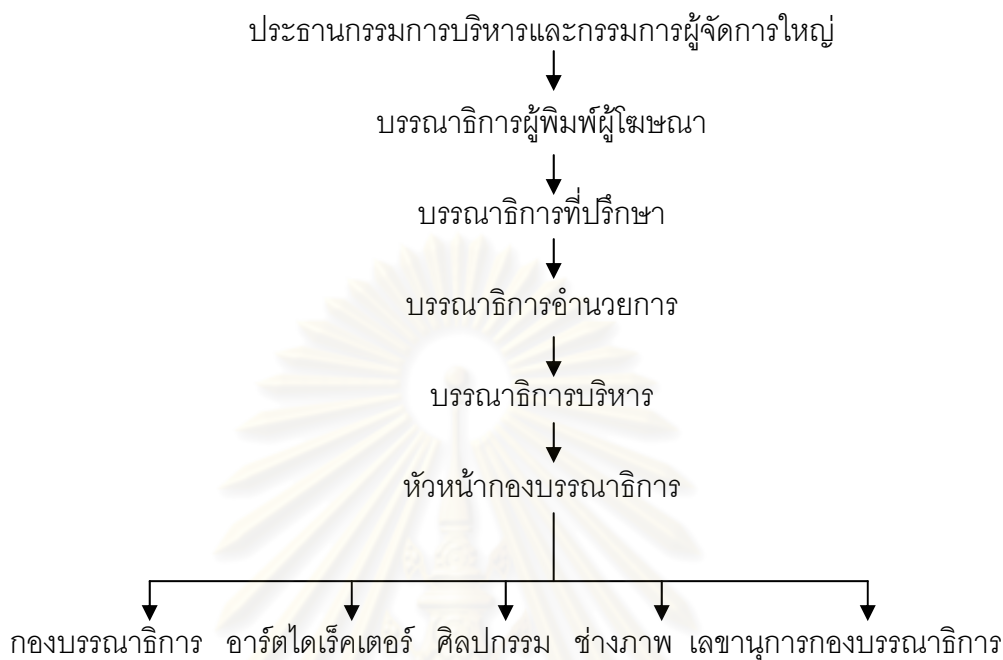 ประธานกรรมการบริหารและกรรมการผู้จัดการใหญ่
บรรณาธิการผู้พิมพ์ผู้โฆษณา
บรรณาธิการที่ปรึกษา
บรรณาธิการอำนวยการ
บรรณาธิการบริหาร
หัวหน้ากองบรรณาธิการ
กองบรรณาธิการ อาร์ตไดเร็คเตอร์ ศิลปกรรม ช่างภาพ เลขานุการกองบรรณาธิการ